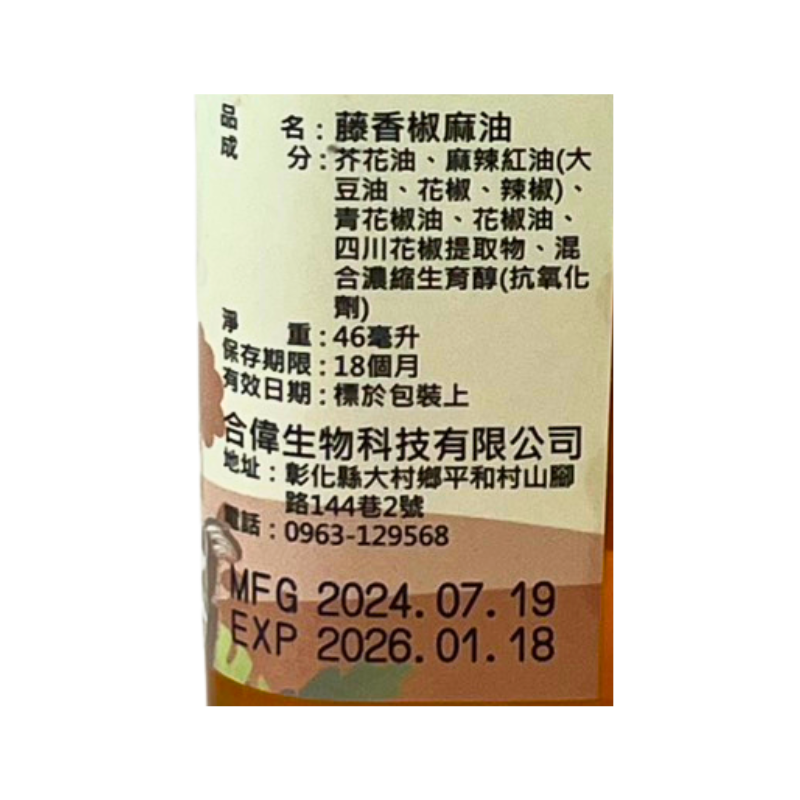 品名：藤香椒麻油
成分：芥花油、麻辣紅油(大
豆油、花椒、辣椒)、
青花椒油、花椒油、
四川花椒提取物、混
合濃縮生育醇(抗氧化
劑)
淨重：46毫升
保存期限：18個月
有效日期：標於包裝上
合偉生物科技有限公司
地址：彰化縣大村鄉平和村山腳
路144巷2號
電話：0963-129568
MFG 2024.07.19
EXP 2026.01.18